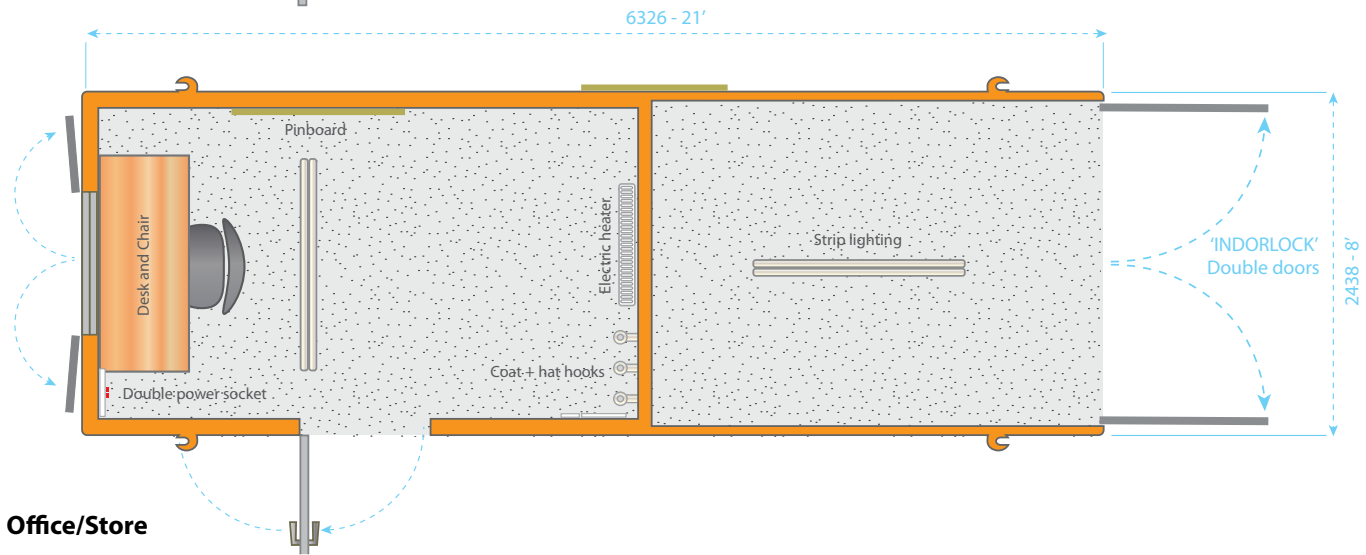 6326 - 21’
Pinboard
Desk and Chair
Electric heater
Strip lighting
‘INDORLOCK’
Double doors
2438 - 8’
Coat + hat hooks
Double power socket
Office/Store